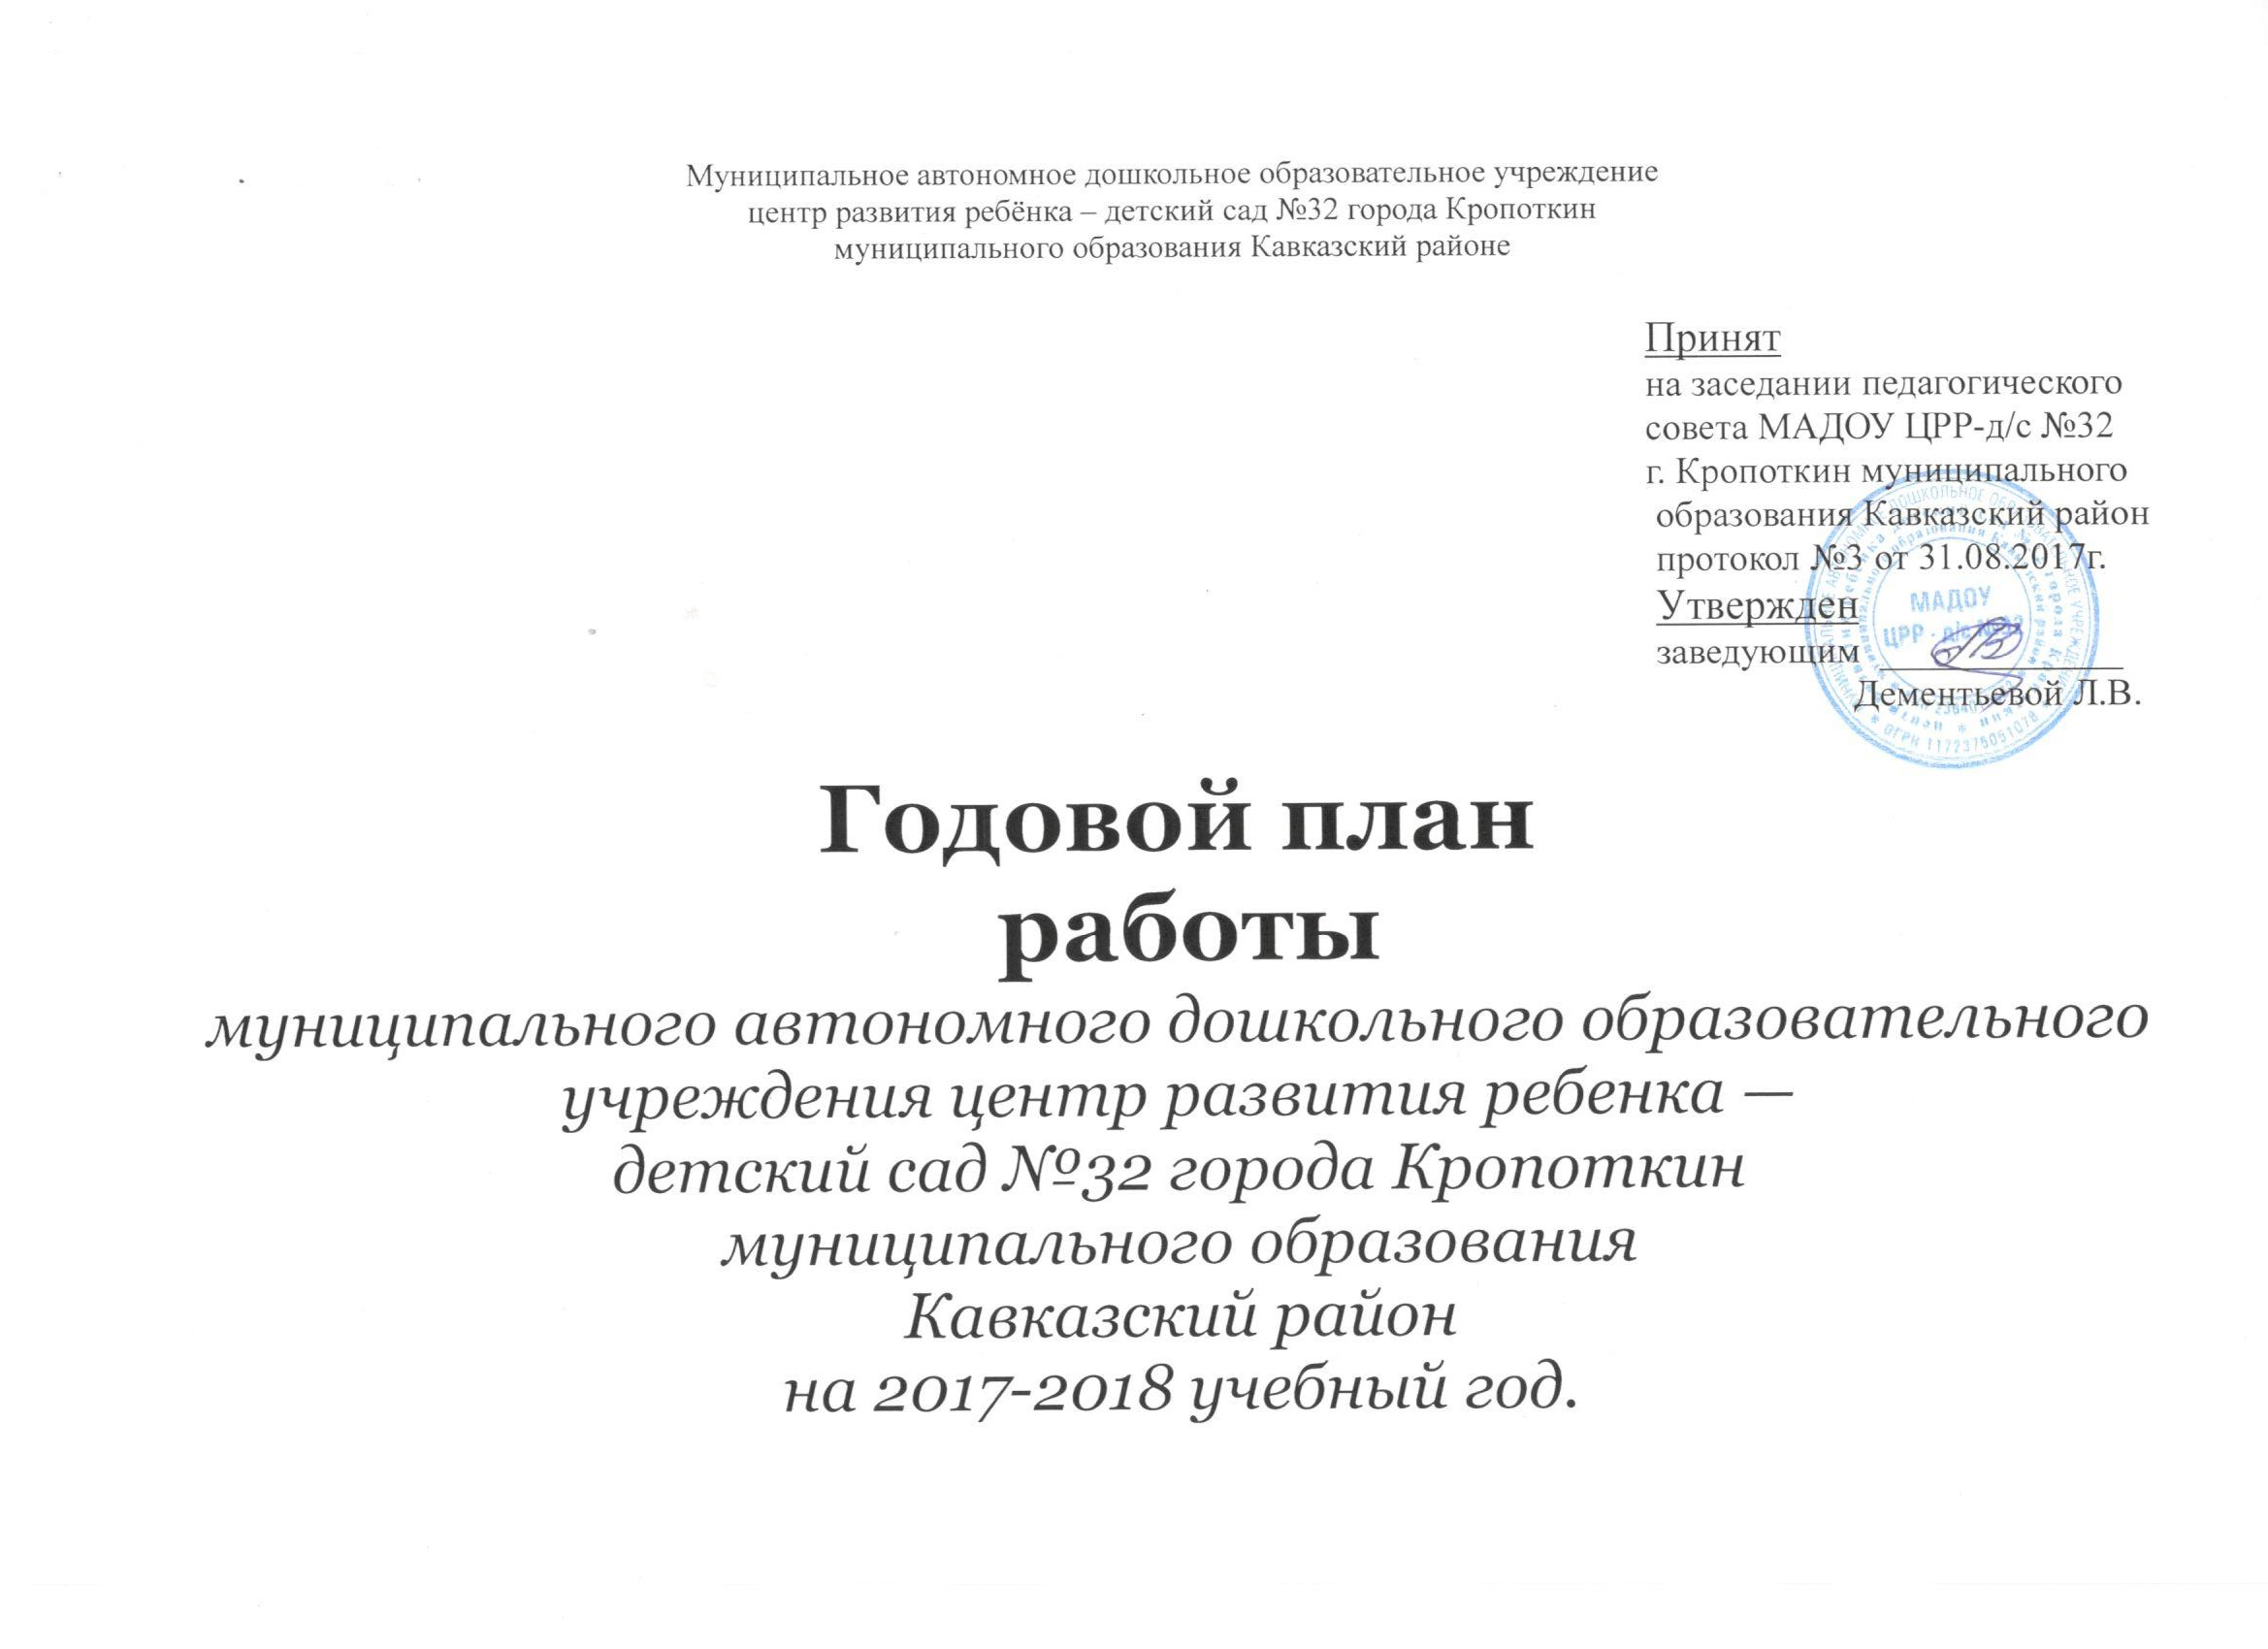 Муниципальное автономное дошкольное образовательное учреждение
центр развития ребёнка – детский сад №32 города Кропоткин
муниципального образования Кавказский районе
Принят
на заседании педагогического
совета МАДОУ ЦРР-д/с №32
г. Кропоткин муниципального
образования Кавказский район
протокол №3 от 31.08.2017г.
Утвержден
заведующим
Дементьевой Л.В.
МАДОУ
ЦРР - д/с №32
ОГРН 1172375051078
Годовой план
работы
муниципального автономного дошкольного образовательного
учреждения центр развития ребенка —
детский сад №32 города Кропоткин
муниципального образования
Кавказский район
на 2017-2018 учебный год.